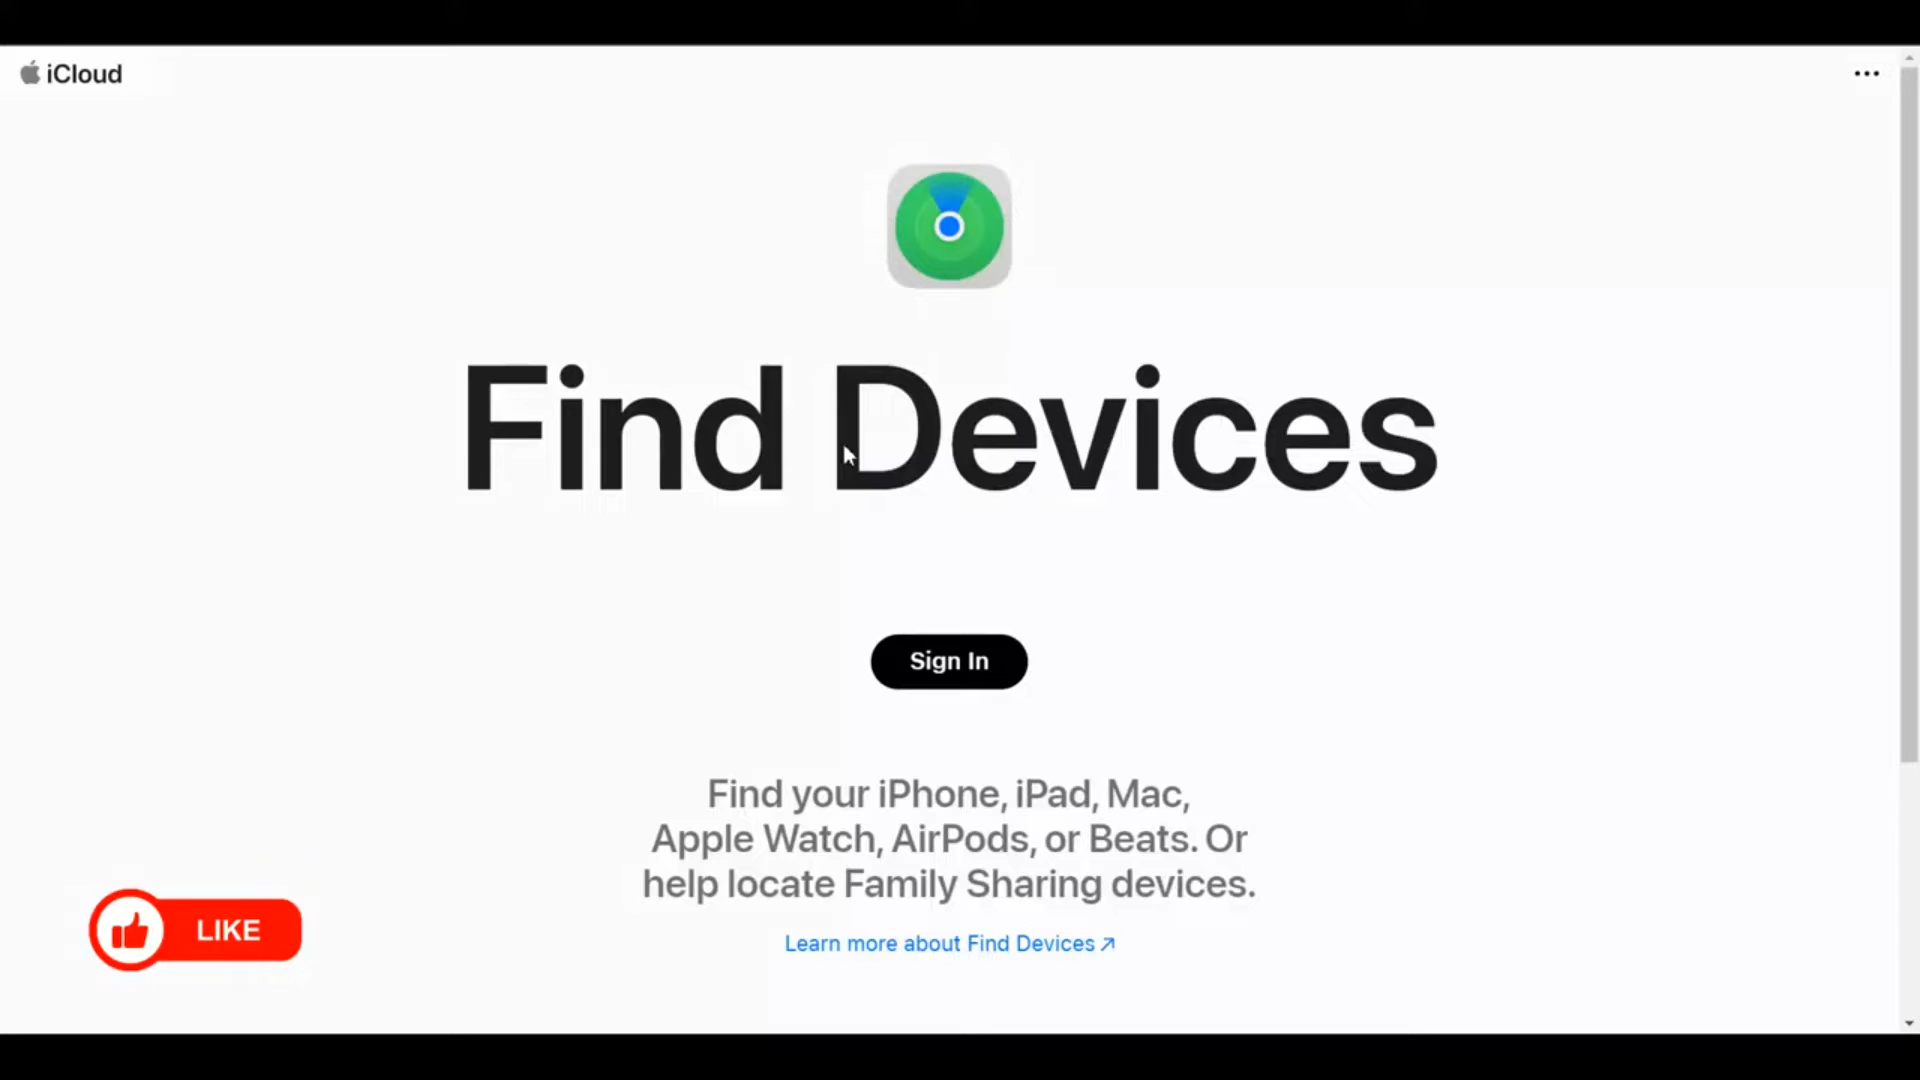 iCloud
Find Devices
Sign In
Find your iPhone, iPad, Mac,
Apple Watch, AirPods, or Beats. Or
help locate Family Sharing devices.
Learn more about Find Devices ↗
LIKE